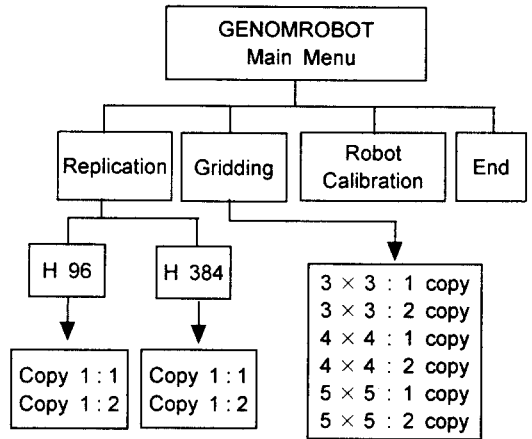 GENOMROBOT
Main Menu
Replication
Gridding
Robot
Calibration
End
H 96
H 384
Copy 1 : 1
Copy 1 : 2
Copy 1 : 1
Copy 1 : 2
3 × 3 : 1 copy
3 × 3 : 2 copy
4 × 4 : 1 copy
4 × 4 : 2 copy
5 × 5 : 1 copy
5 × 5 : 2 copy